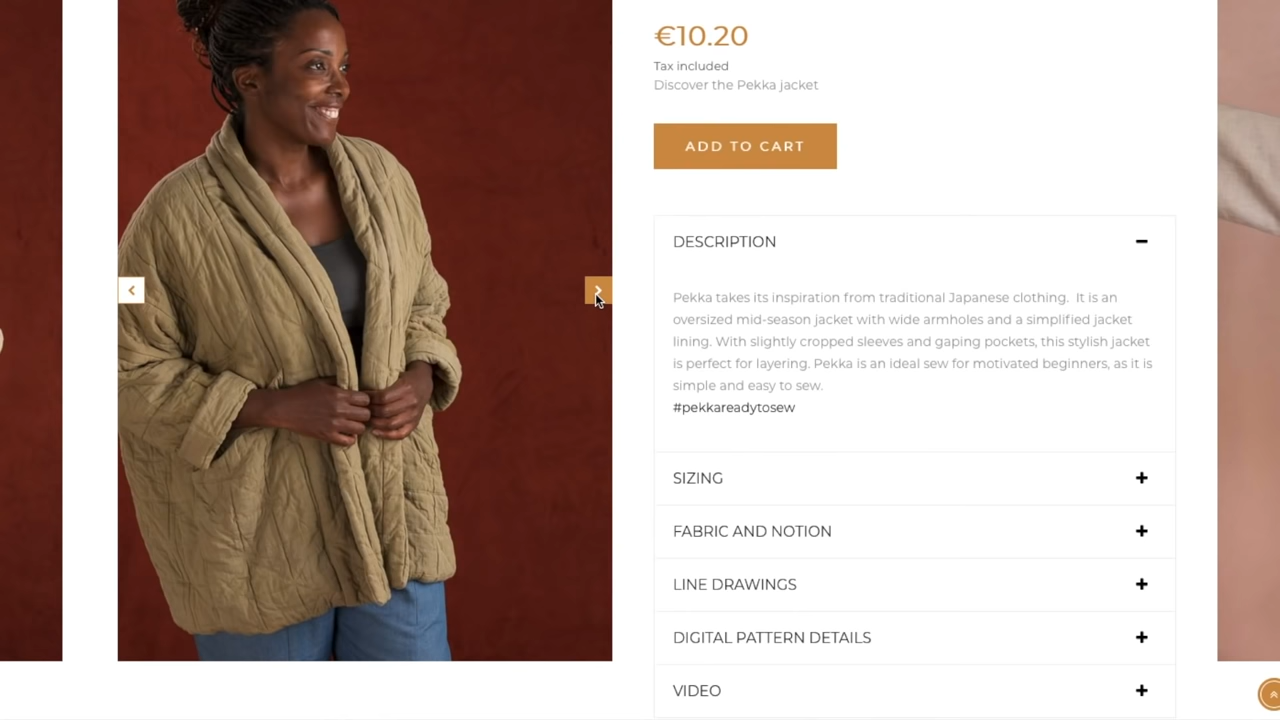 €10.20
Tax included
Discover the Pekka jacket
ADD TO CART
DESCRIPTION
Pekka takes its inspiration from traditional Japanese clothing.  It is an
oversized mid-season jacket with wide armholes and a simplified jacket
lining. With slightly cropped sleeves and gaping pockets, this stylish jacket
is perfect for layering. Pekka is an ideal sew for motivated beginners, as it is
simple and easy to sew.
#pekkareadytosew
SIZING
FABRIC AND NOTION
LINE DRAWINGS
DIGITAL PATTERN DETAILS
VIDEO